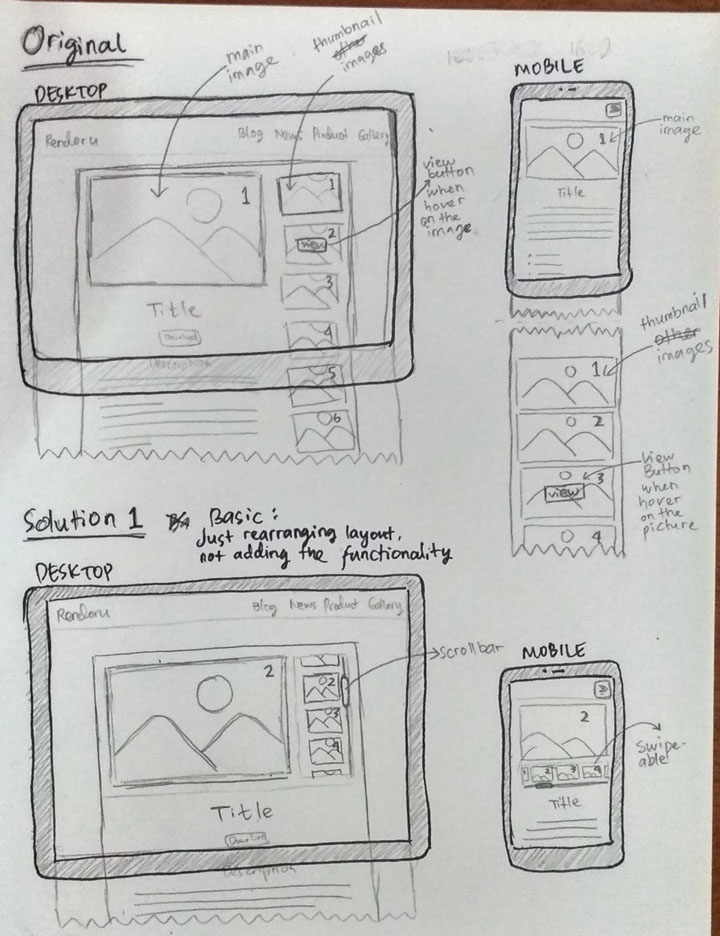 Original
main
image
thumbnail
other
images
DESKTOP
Renderu
Blog News Product Gallery
1
1
view
button
when
hover
on the
image
2
view
3
4
5
6
Title
Download
Description
MOBILE
1
main
image
Title
thumbnail
other
images
1
2
3
view
4
view
Button
when
hover
on the
picture
Solution 1
Basic:
Just rearranging layout,
not adding the functionality
DESKTOP
Renderu
Blog News Product Gallery
2
2
3
4
scrollbar
Title
Download
Description
MOBILE
2
1 2 3 4
swipe-
able
Title